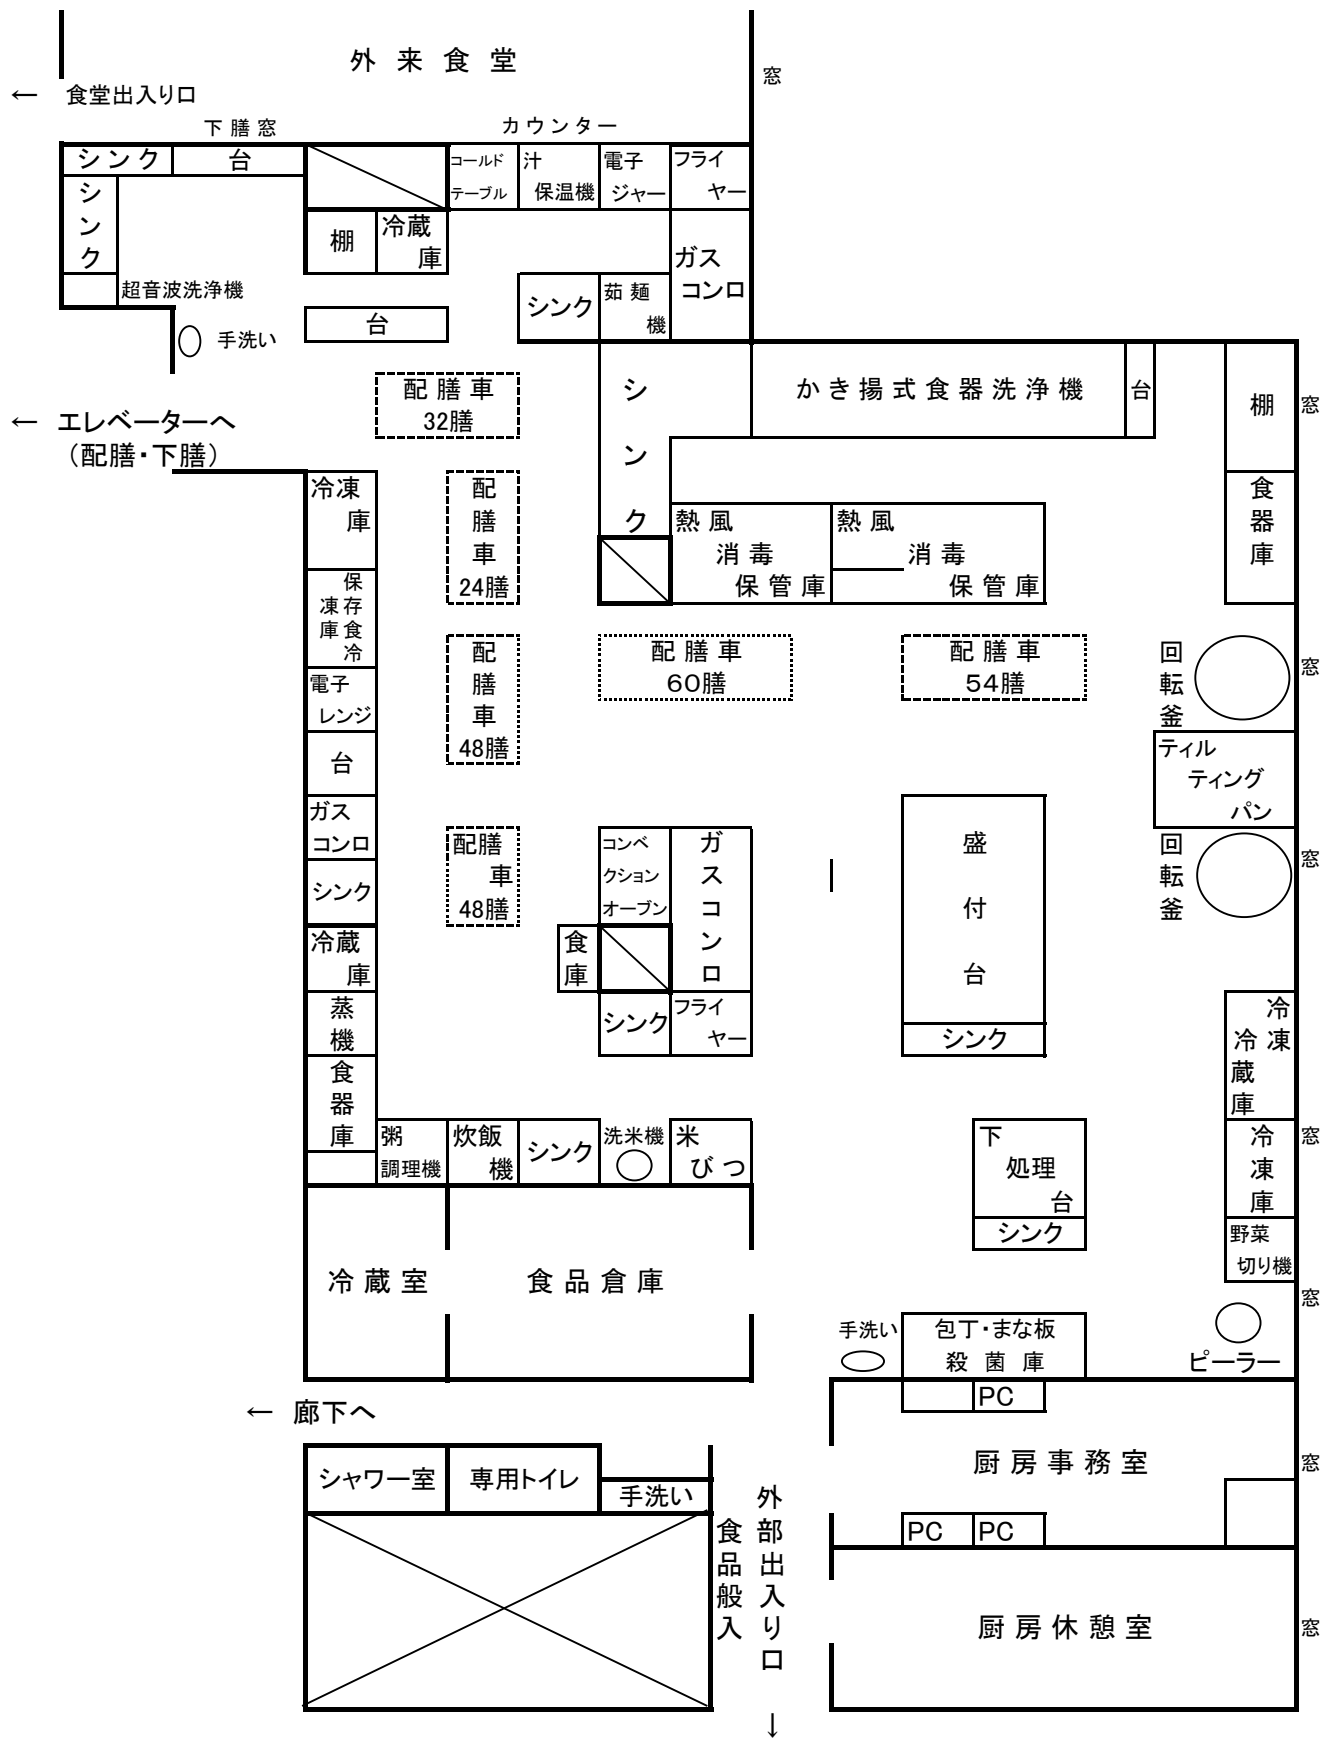 外来食堂
窓
← 食堂出入り口
下膳窓
カウンター
シンク
台
コールド
テーブル
汁
保温機
電子
ジャー
フライ
ヤー
シンク
棚
冷蔵
庫
ガス
コンロ
超音波洗浄機
シンク
茹麺
機
台
手洗い
配膳車
32膳
シンク
かき揚式食器洗浄機
台
棚
窓
← エレベーターへ
（配膳・下膳）
冷凍
庫
配膳車
24膳
熱風
消毒
保管庫
熱風
消毒
保管庫
食器庫
保存食冷
凍庫
配膳車
48膳
配膳車
60膳
配膳車
54膳
回転釜
窓
電子
レンジ
台
ティル
ティング
パン
ガス
コンロ
配膳
車
48膳
コンベ
クション
オーブン
ガスコンロ
盛付台
回転釜
窓
シンク
冷蔵
庫
食庫
蒸機
シンク
フライ
ヤー
シンク
冷凍
冷蔵庫
食器庫
粥
調理機
炊飯
機
シンク
洗米機
米
びつ
下
処理
台
冷凍庫
窓
シンク
野菜
切り機
冷蔵室
食品倉庫
窓
手洗い
包丁・まな板
殺菌庫
ピーラー
PC
← 廊下へ
シャワー室
専用トイレ
手洗い
厨房事務室
窓
外部出入り口
↓
食品般入
PC
PC
厨房休憩室
窓